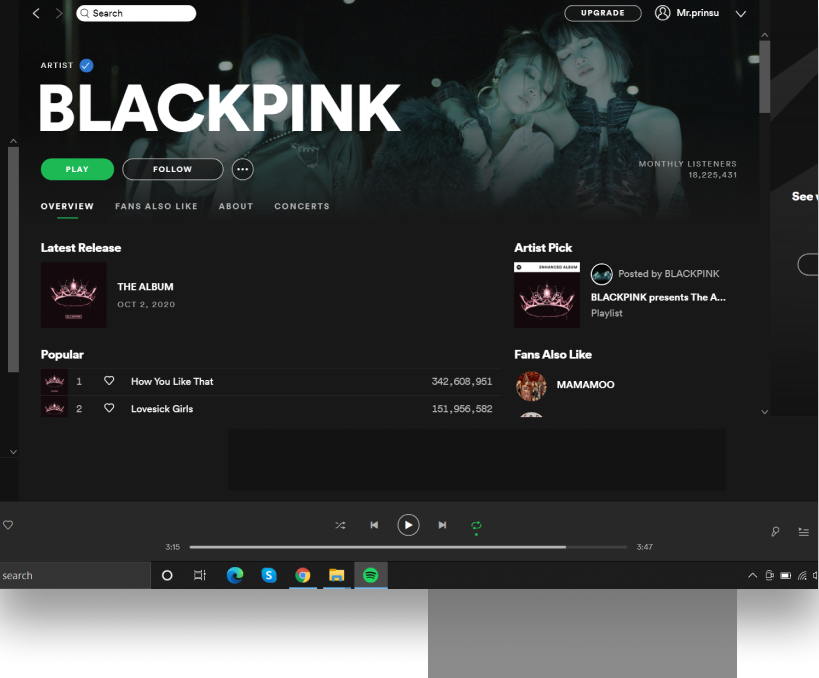 Search
UPGRADE
Mr.prinsu
ARTIST
BLACKPINK
PLAY
FOLLOW
MONTHLY LISTENERS
18,225,431
OVERVIEW
FANS ALSO LIKE
ABOUT
CONCERTS
See
Latest Release
THE ALBUM
OCT 2, 2020
Artist Pick
ENHANCED ALBUM
Posted by BLACKPINK
BLACKPINK presents The A...
Playlist
Popular
1 How You Like That 342,608,951
2 Lovesick Girls 151,956,582
Fans Also Like
MAMAMOO
3:15
3:47
search